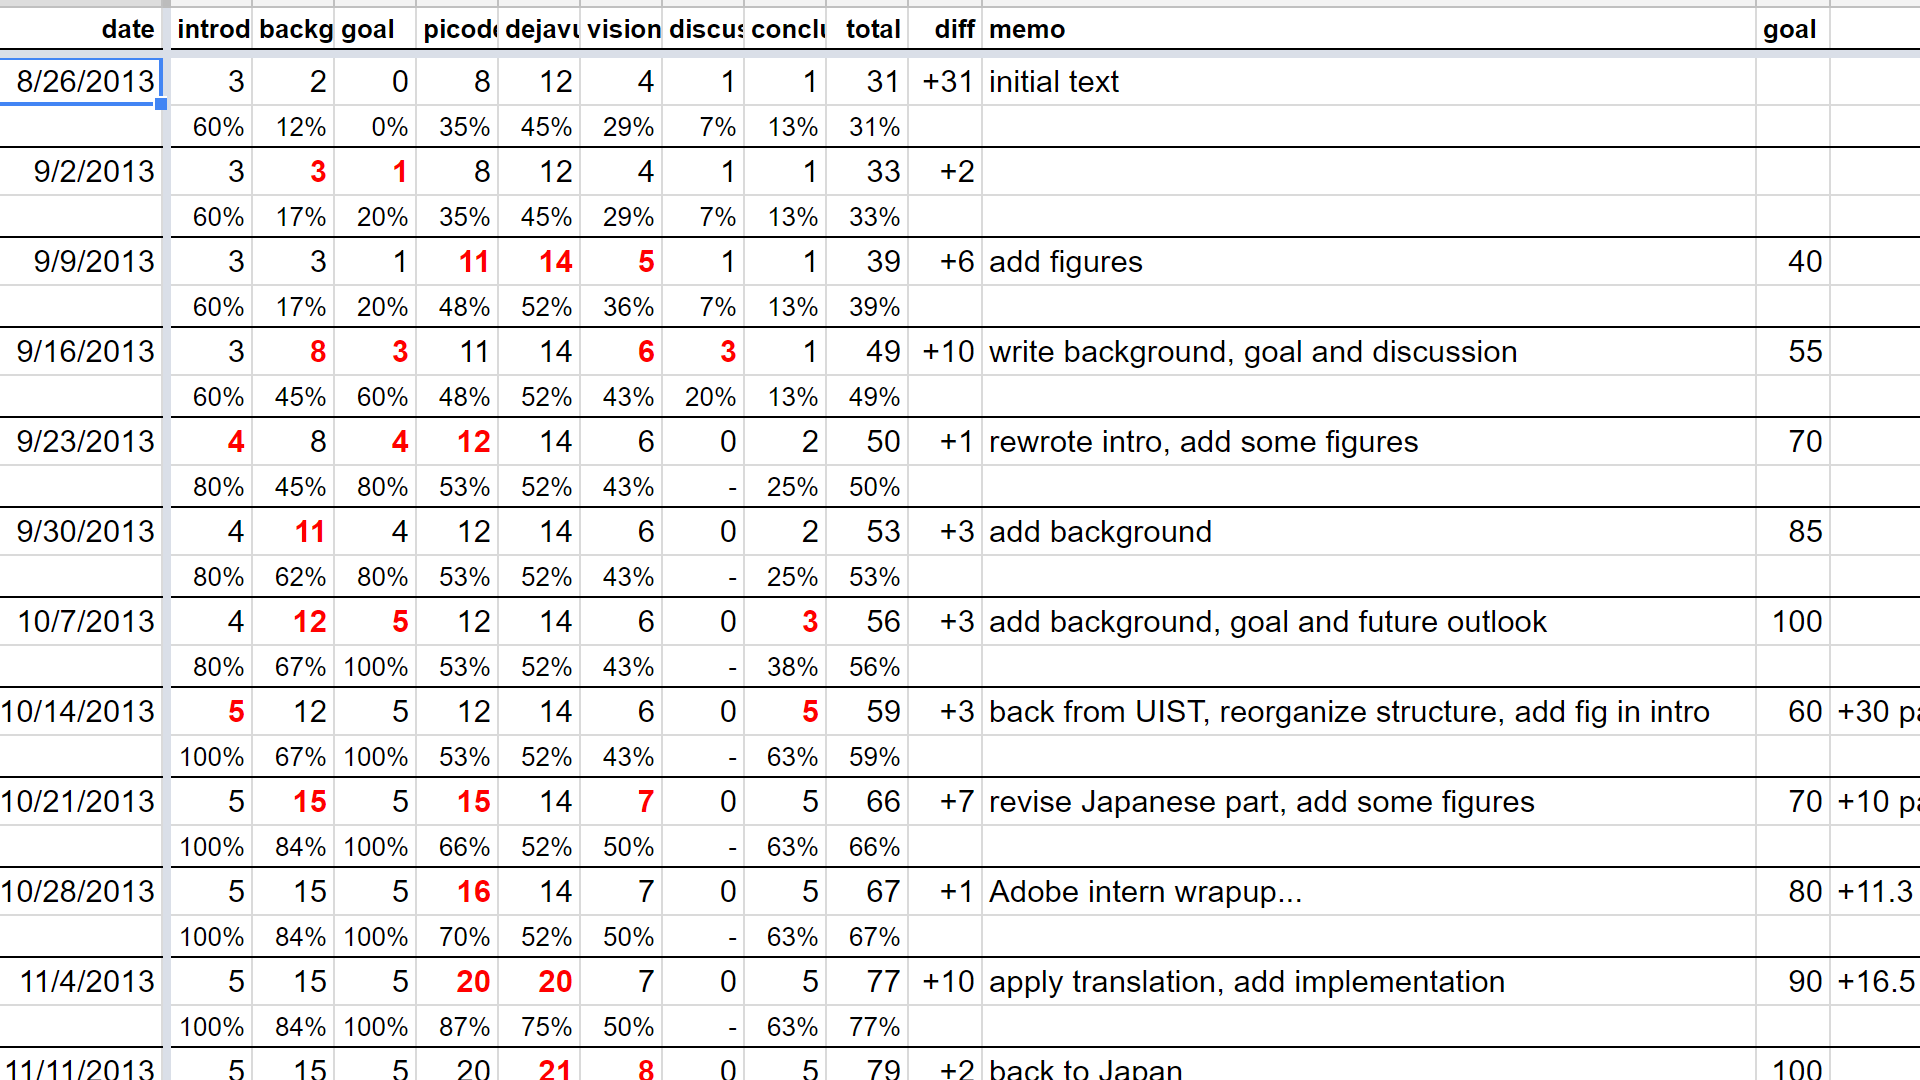 date introd backg goal picode dejavu vision discus conclu total diff memo goal
8/26/2013 3 2 0 8 12 4 1 1 31 +31 initial text
60% 12% 0% 35% 45% 29% 7% 13% 31%
9/2/2013 3 3 1 8 12 4 1 1 33 +2
60% 17% 20% 35% 45% 29% 7% 13% 33%
9/9/2013 3 3 1 11 14 5 1 1 39 +6 add figures 40
60% 17% 20% 48% 52% 36% 7% 13% 39%
9/16/2013 3 8 3 11 14 6 3 1 49 +10 write background, goal and discussion 55
60% 45% 60% 48% 52% 43% 20% 13% 49%
9/23/2013 4 8 4 12 14 6 0 2 50 +1 rewrote intro, add some figures 70
80% 45% 80% 53% 52% 43% - 25% 50%
9/30/2013 4 11 4 12 14 6 0 2 53 +3 add background 85
80% 62% 80% 53% 52% 43% - 25% 53%
10/7/2013 4 12 5 12 14 6 0 3 56 +3 add background, goal and future outlook 100
80% 67% 100% 53% 52% 43% - 38% 56%
10/14/2013 5 12 5 12 14 6 0 5 59 +3 back from UIST, reorganize structure, add fig in intro 60 +30 pa
100% 67% 100% 53% 52% 43% - 63% 59%
10/21/2013 5 15 5 15 14 7 0 5 66 +7 revise Japanese part, add some figures 70 +10 pa
100% 84% 100% 66% 52% 50% - 63% 66%
10/28/2013 5 15 5 16 14 7 0 5 67 +1 Adobe intern wrapup... 80 +11.3
100% 84% 100% 70% 52% 50% - 63% 67%
11/4/2013 5 15 5 20 20 7 0 5 77 +10 apply translation, add implementation 90 +16.5
100% 84% 100% 87% 75% 50% - 63% 77%
11/11/2013 5 15 5 20 21 8 0 5 79 +2 back to Japan 100